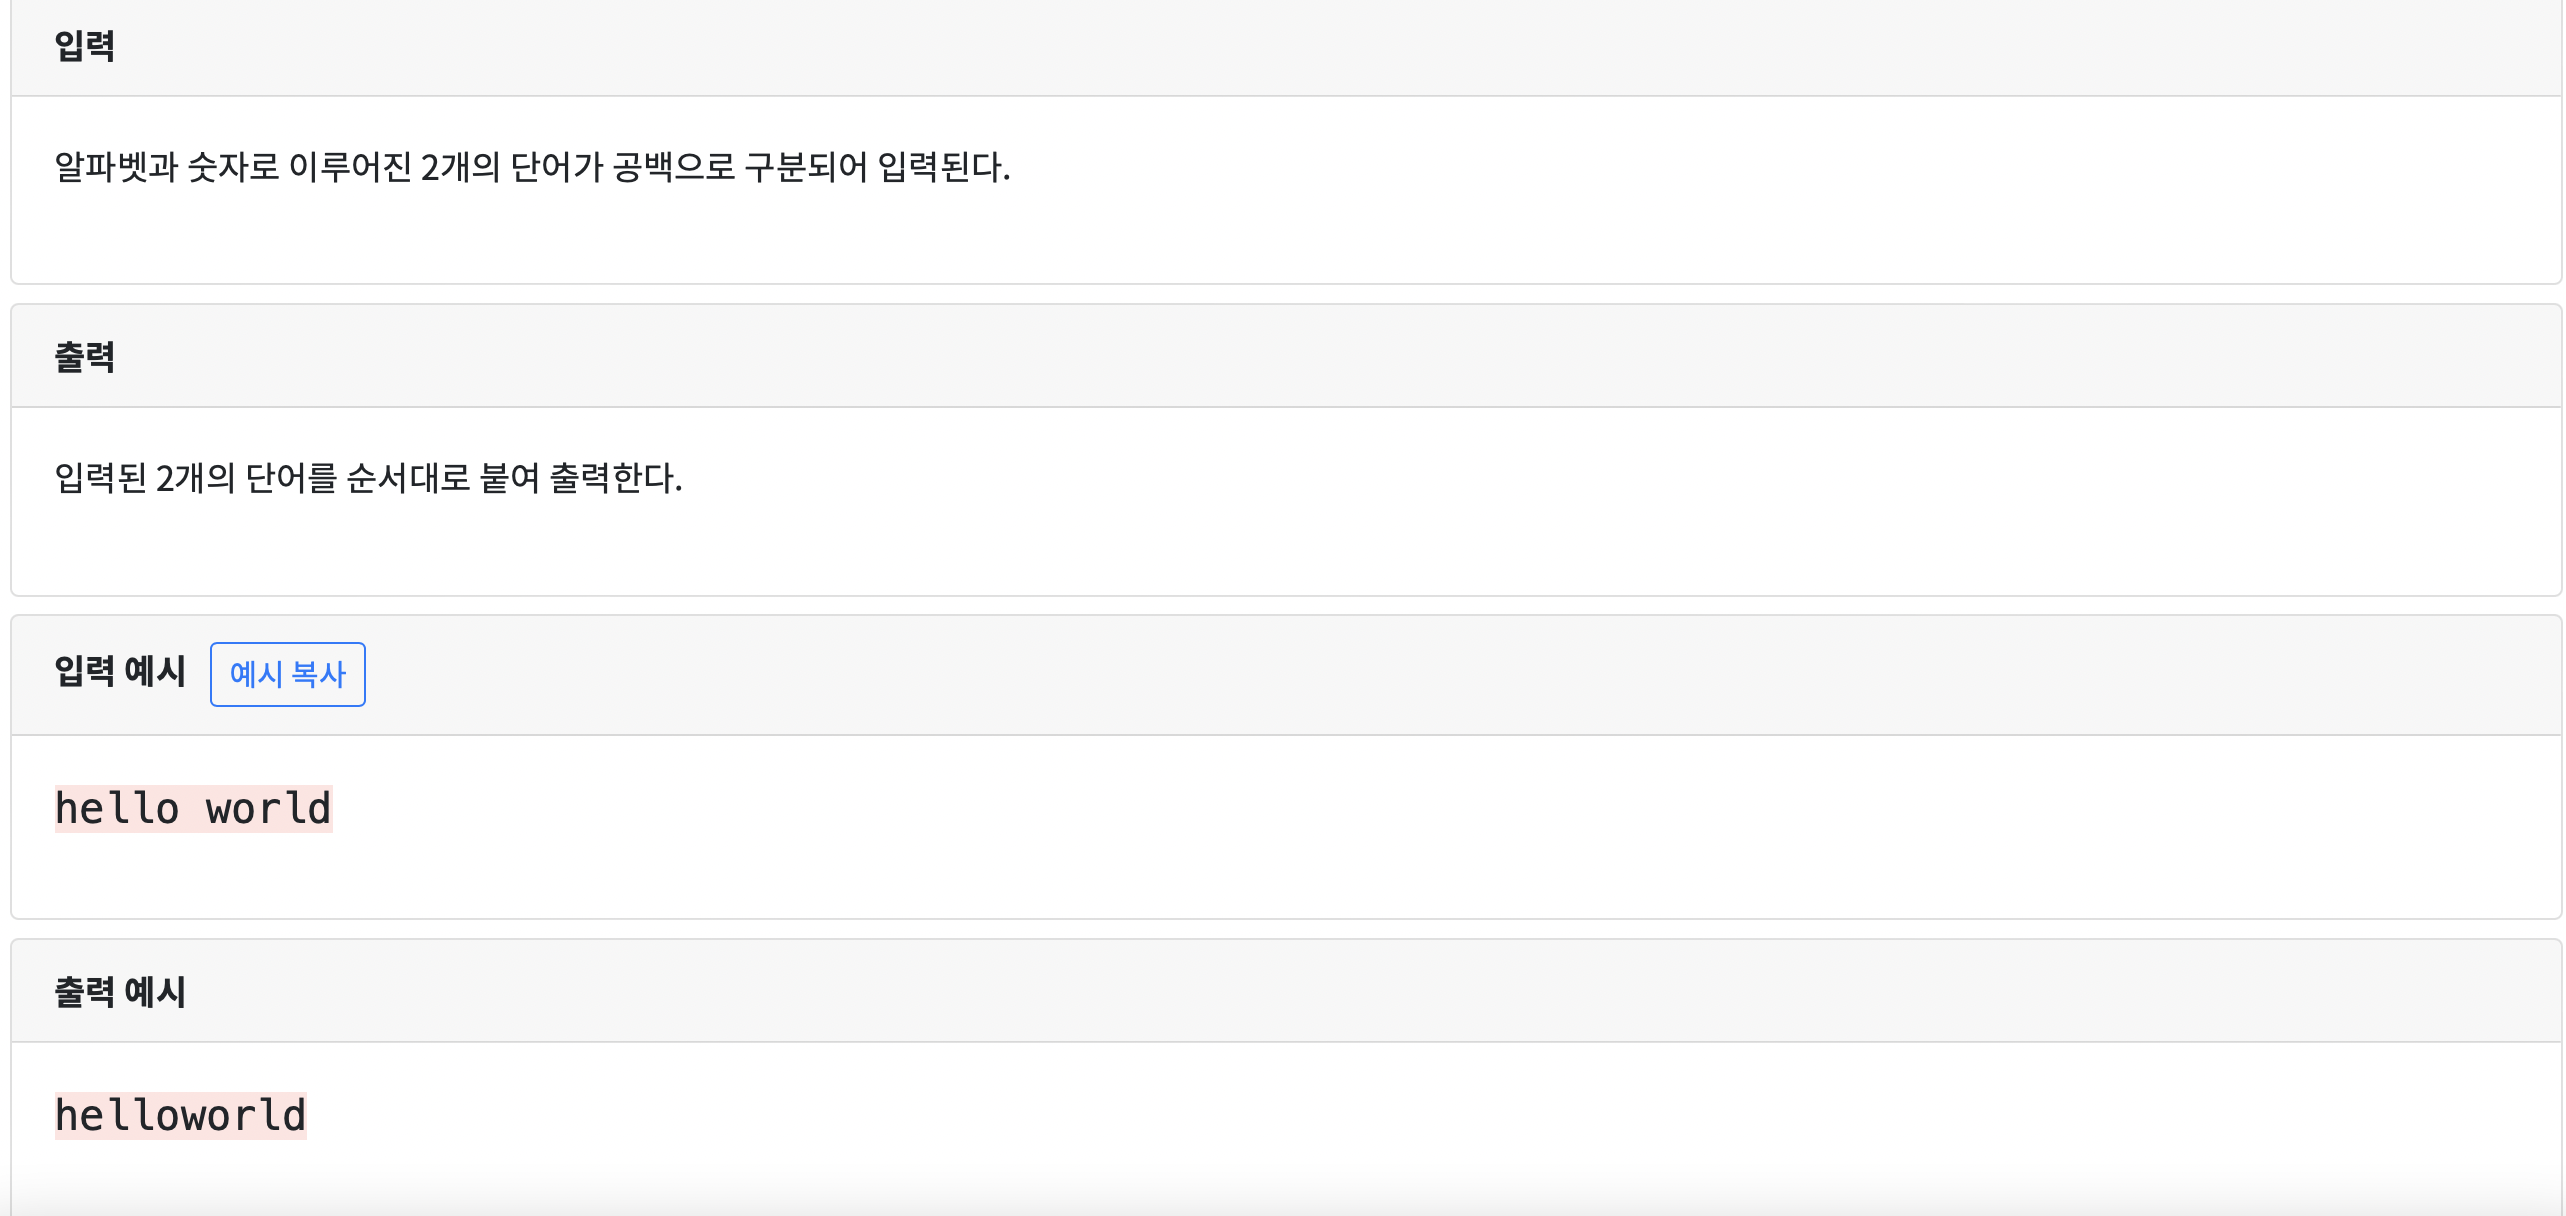 입력
알파벳과 숫자로 이루어진 2개의 단어가 공백으로 구분되어 입력된다.
출력
입력된 2개의 단어를 순서대로 붙여 출력한다.
입력 예시 예시 복사
hello world
출력 예시
helloworld